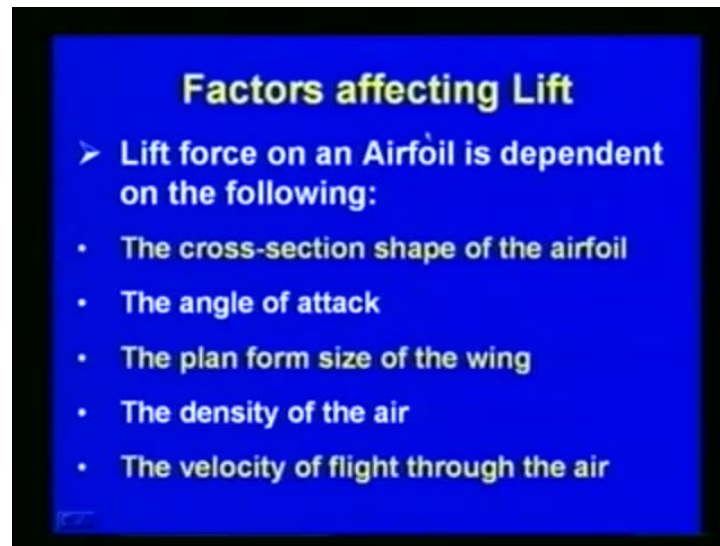 Factors affecting Lift
➢ Lift force on an Airfoil is dependent
on the following:
• The cross-section shape of the airfoil
• The angle of attack
• The plan form size of the wing
• The density of the air
• The velocity of flight through the air